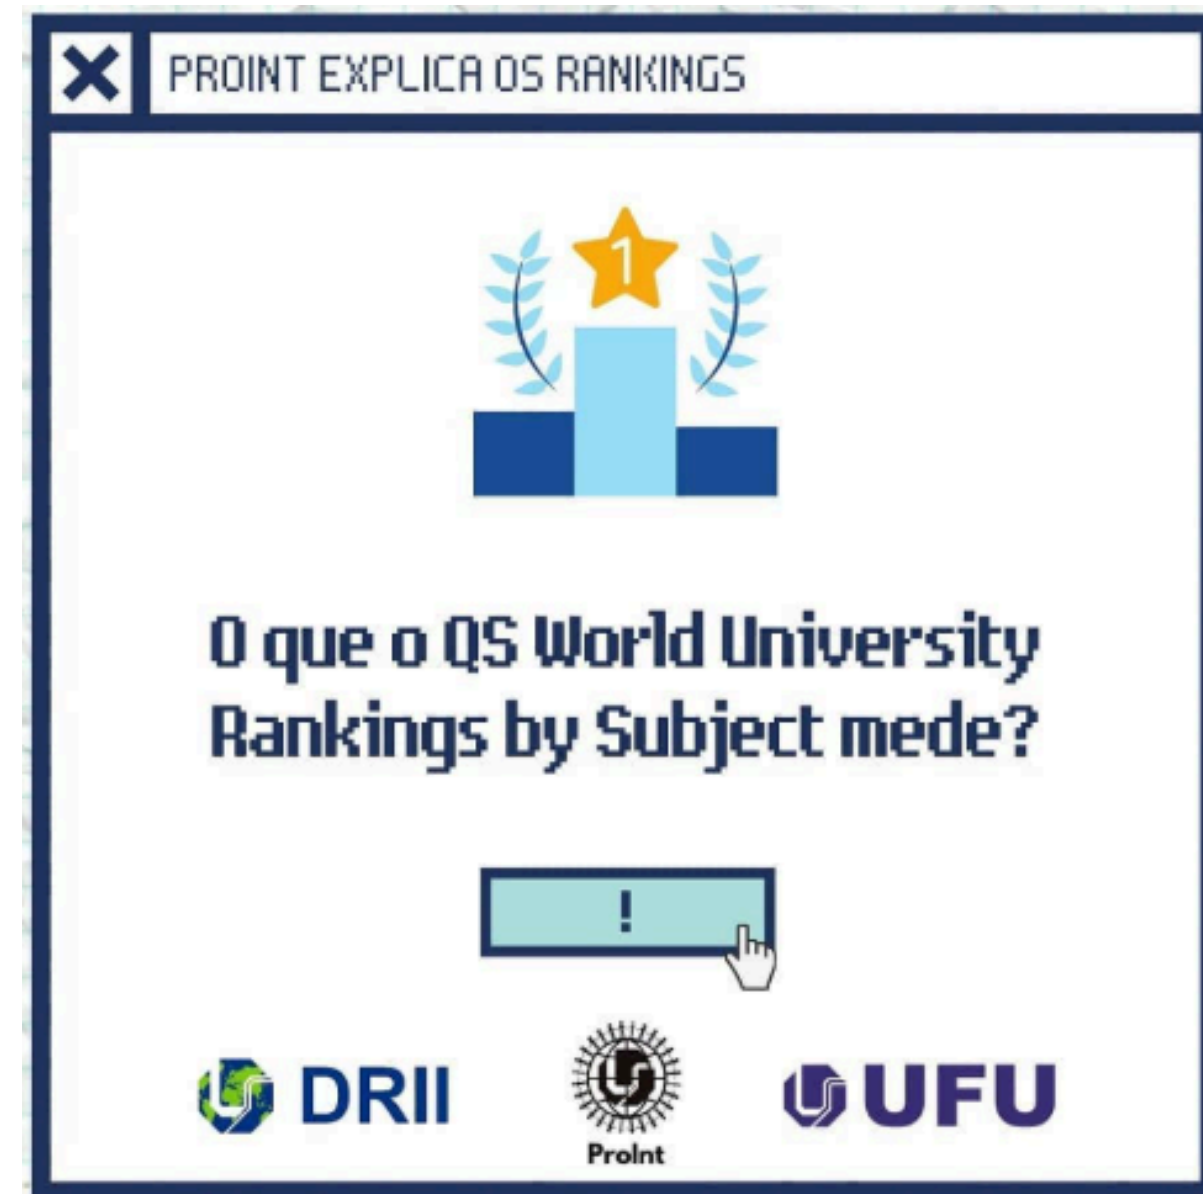 PROINT EXPLICA OS RANKINGS
1
O que o QS World University
Rankings by Subject mede?
!
DRII
ProInt
UFU